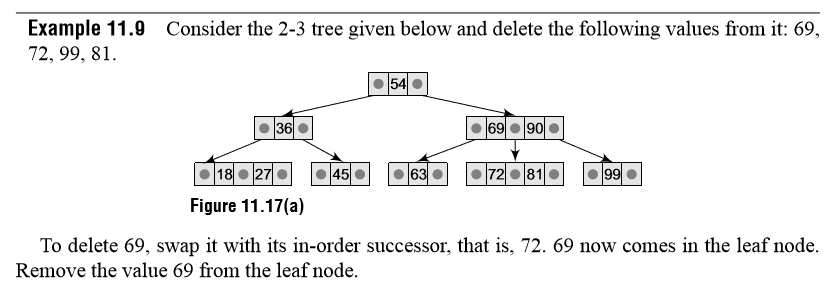 Example 11.9 Consider the 2-3 tree given below and delete the following values from it: 69,
72, 99, 81.
54
36 69 90
18 27 45 63 72 81 99
Figure 11.17(a)
To delete 69, swap it with its in-order successor, that is, 72. 69 now comes in the leaf node.
Remove the value 69 from the leaf node.